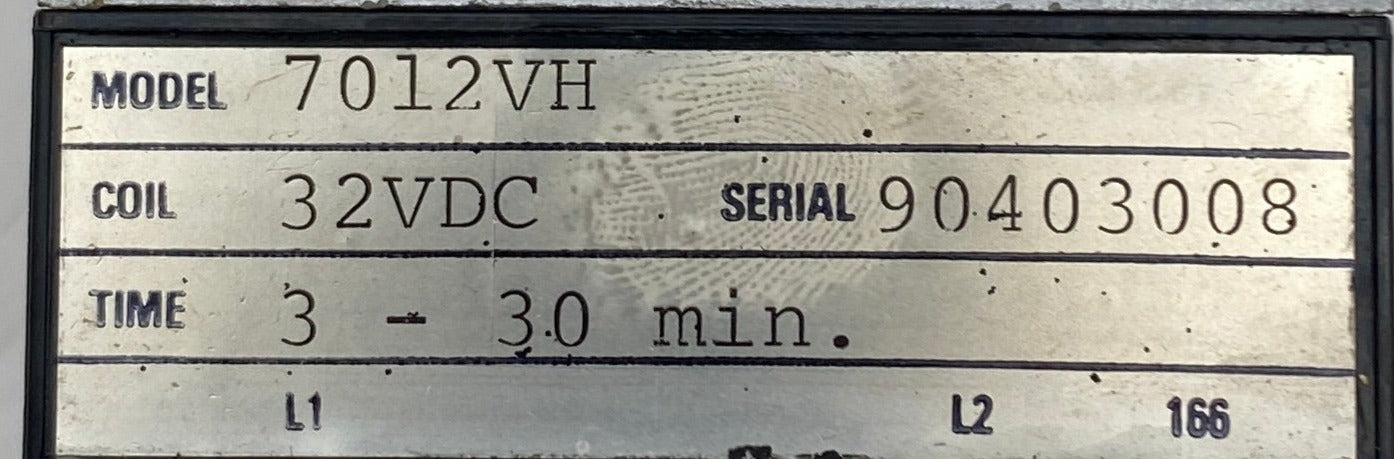 MODEL 7012VH
COIL 32VDC SERIAL 90403008
TIME 3 - 30 min.
L1 L2 166